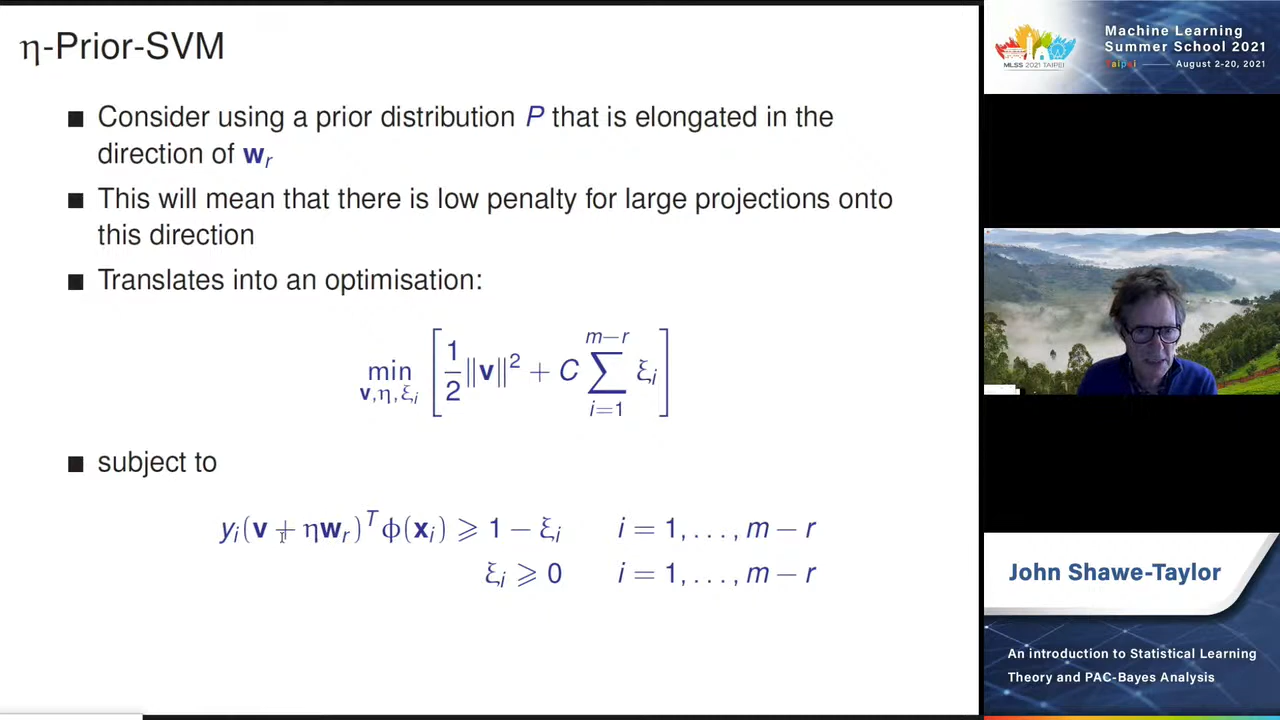 η-Prior-SVM
■ Consider using a prior distribution P that is elongated in the
direction of w_r
■ This will mean that there is low penalty for large projections onto
this direction
■ Translates into an optimisation:
min_{v,η,ξ_i} [ 1/2 ‖v‖² + C ∑_{i=1}^{m−r} ξ_i ]
■ subject to
y_i(v + ηw_r)^T ϕ(x_i) ⩾ 1 − ξ_i i = 1, . . . , m − r
ξ_i ⩾ 0 i = 1, . . . , m − r
MLSS 2021 TAIPEI
Machine Learning
Summer School 2021
Taipei August 2-20, 2021
John Shawe-Taylor
An introduction to Statistical Learning
Theory and PAC-Bayes Analysis